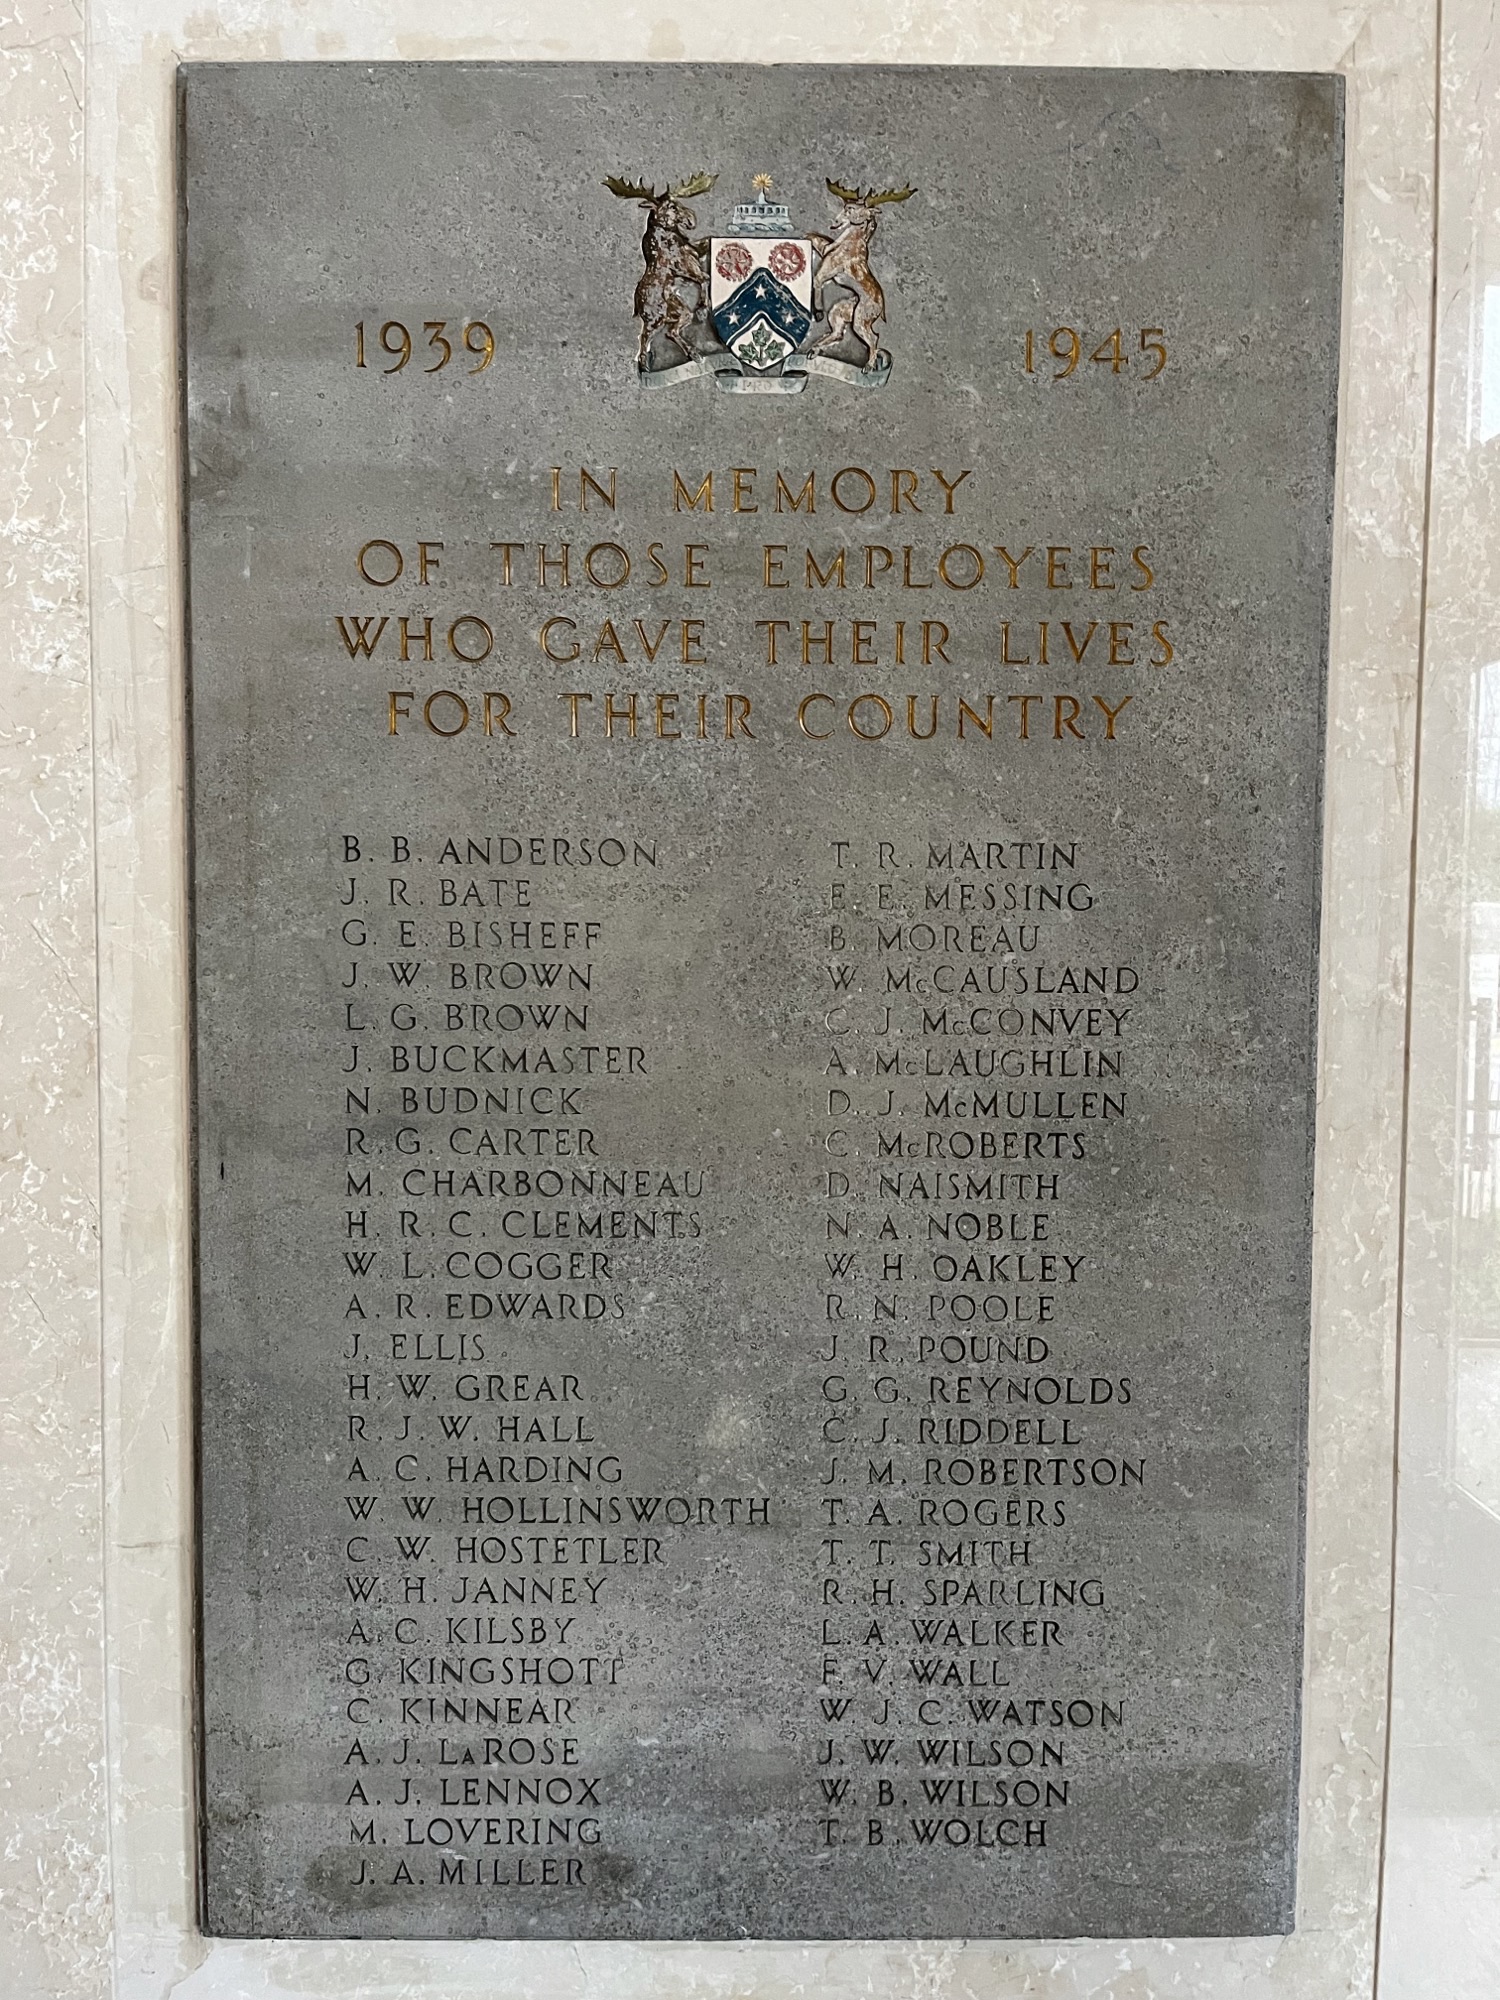 1939
1945
IN MEMORY
OF THOSE EMPLOYEES
WHO GAVE THEIR LIVES
FOR THEIR COUNTRY
B. B. ANDERSON
J. R. BATE
G. E. BISHEFF
J. W. BROWN
L. G. BROWN
J. BUCKMASTER
N. BUDNICK
R. G. CARTER
M. CHARBONNEAU
H. R. C. CLEMENTS
W. L. COGGER
A. R. EDWARDS
J. ELLIS
H. W. GREAR
R. J. W. HALL
A. C. HARDING
W. W. HOLLINSWORTH
C. W. HOSTETLER
W. H. JANNEY
A. C. KILSBY
G. KINGSHOTT
C. KINNEAR
A. J. LaROSE
A. J. LENNOX
M. LOVERING
J. A. MILLER
T. R. MARTIN
E. E. MESSING
B. MOREAU
W. McCAUSLAND
C. J. McCONVEY
A. McLAUGHLIN
D. J. McMULLEN
C. McROBERTS
D. NAISMITH
N. A. NOBLE
W. H. OAKLEY
R. N. POOLE
J. R. POUND
G. G. REYNOLDS
C. J. RIDDELL
J. M. ROBERTSON
T. A. ROGERS
T. T. SMITH
R. H. SPARLING
L. A. WALKER
F. V. WALL
W. J. C. WATSON
J. W. WILSON
W. B. WILSON
T. B. WOLCH